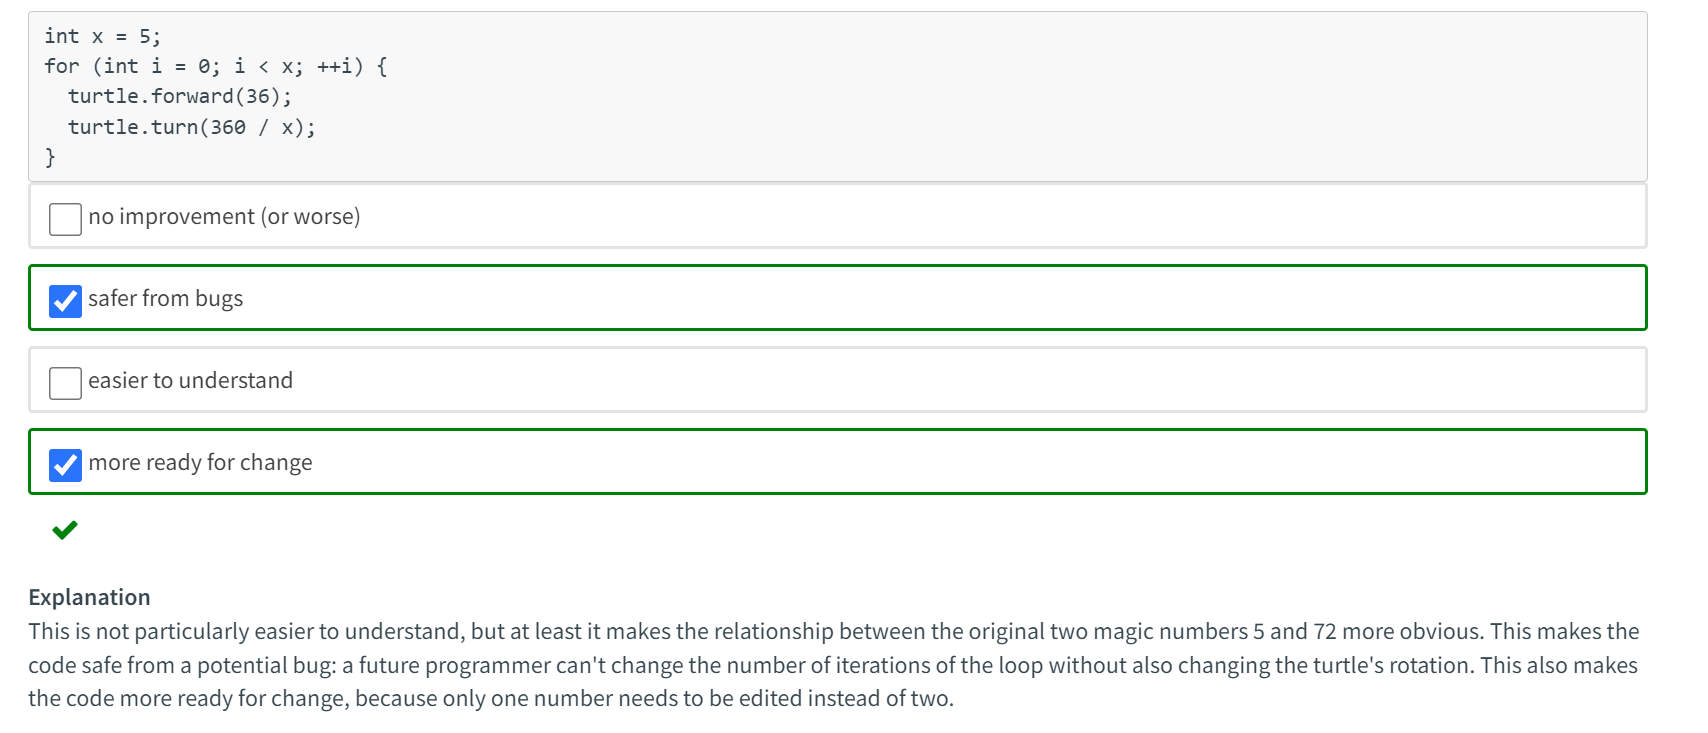 int x = 5;
for (int i = 0; i < x; ++i) {
  turtle.forward(36);
  turtle.turn(360 / x);
}
no improvement (or worse)
safer from bugs
easier to understand
more ready for change
Explanation
This is not particularly easier to understand, but at least it makes the relationship between the original two magic numbers 5 and 72 more obvious. This makes the
code safe from a potential bug: a future programmer can't change the number of iterations of the loop without also changing the turtle's rotation. This also makes
the code more ready for change, because only one number needs to be edited instead of two.